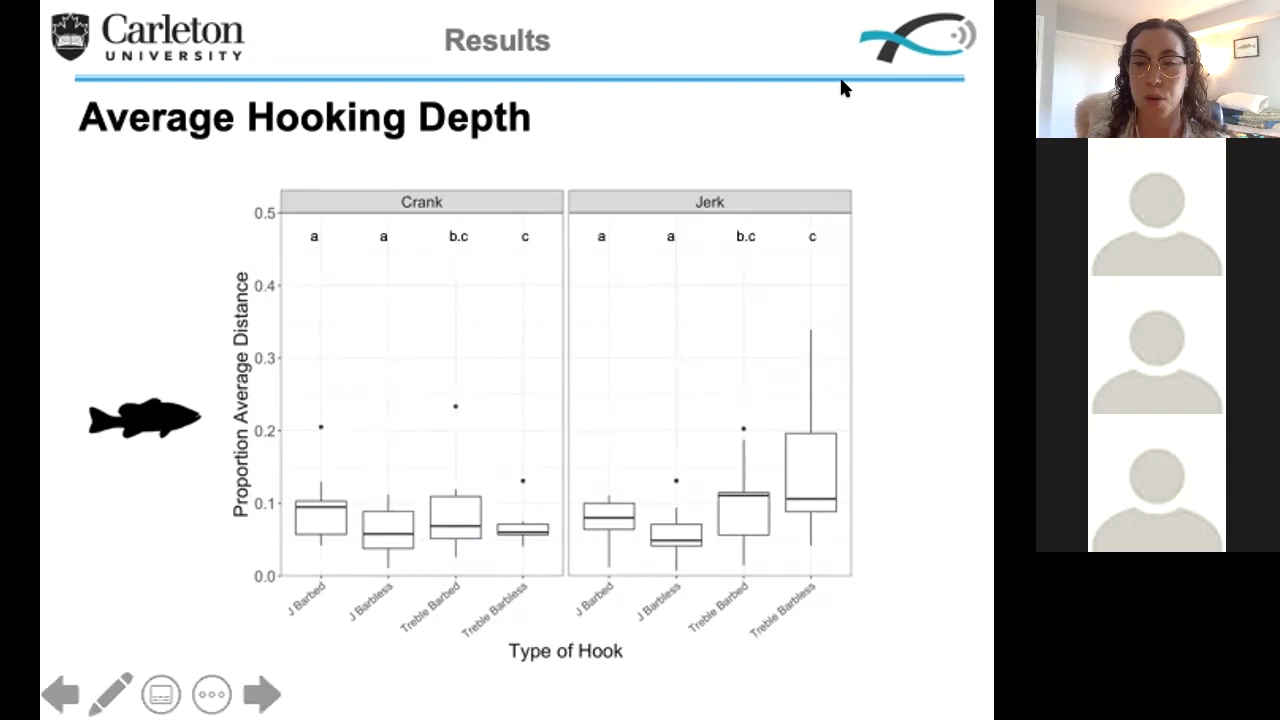 Carleton
UNIVERSITY
Results
Average Hooking Depth
Crank
Jerk
a a b.c c
a a b.c c
Proportion Average Distance
0.5
0.4
0.3
0.2
0.1
0.0
J Barbed
J Barbless
Treble Barbed
Treble Barbless
J Barbed
J Barbless
Treble Barbed
Treble Barbless
Type of Hook